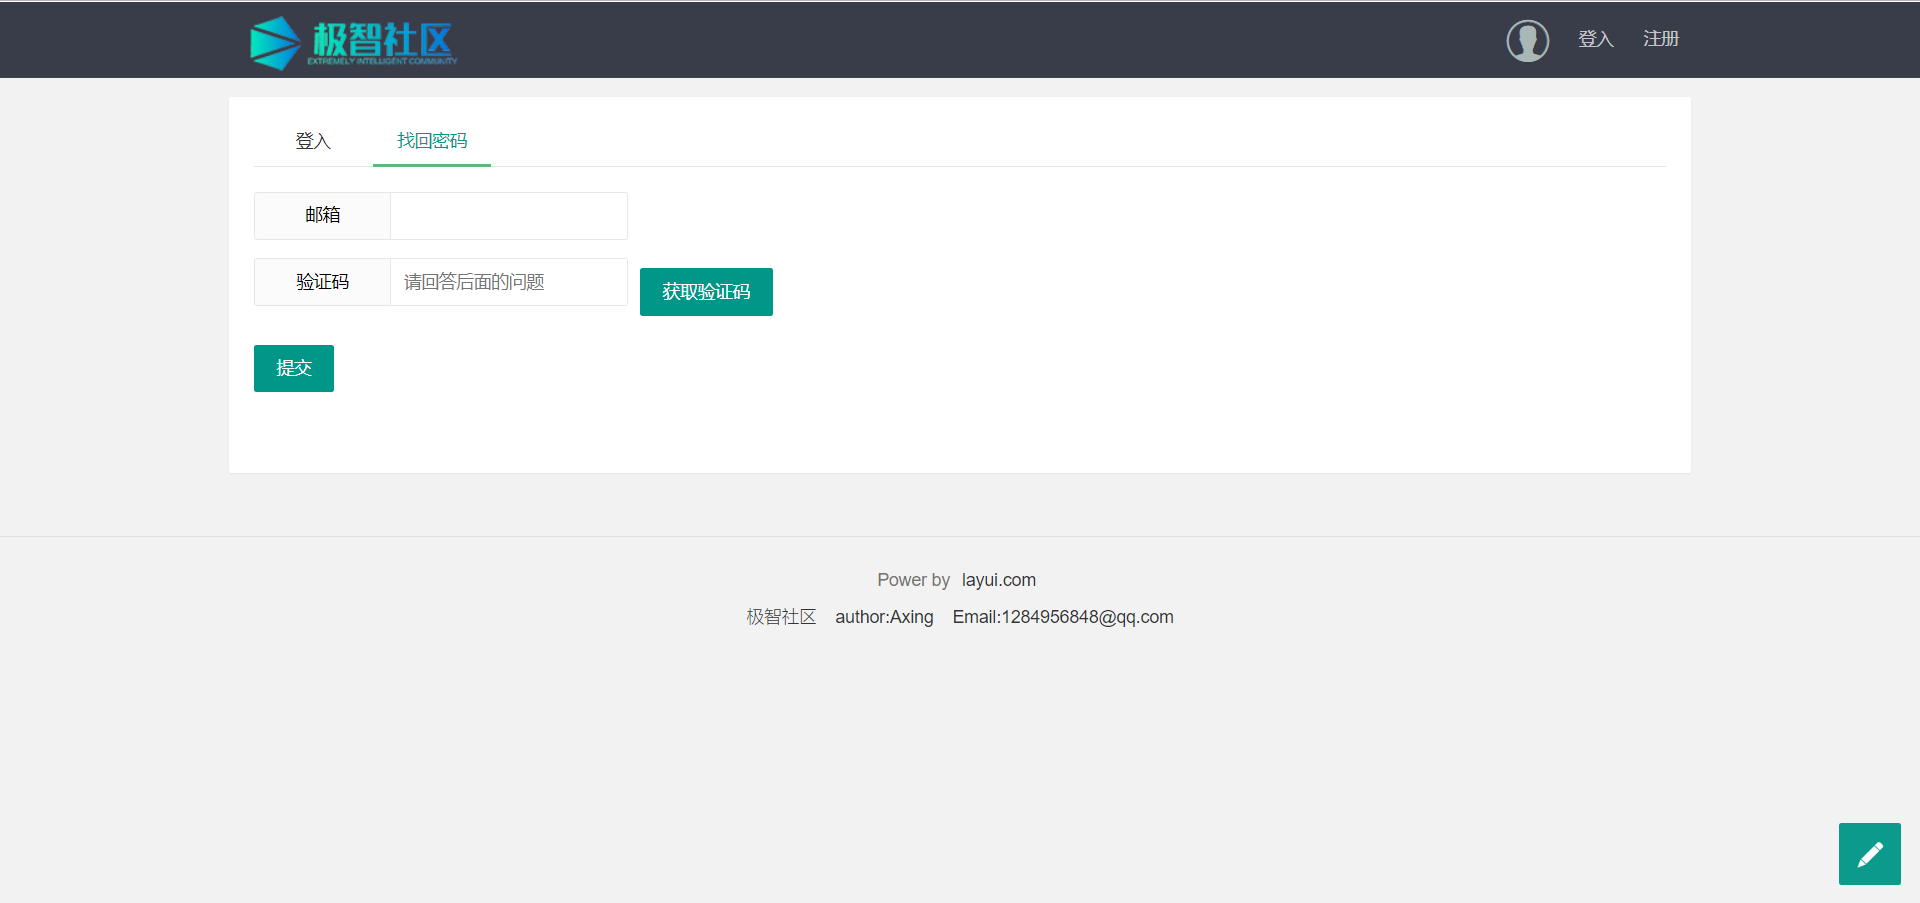 极智社区
EXTREMELY INTELLIGENT COMMUNITY
登入 注册
登入 找回密码
邮箱
验证码 请回答后面的问题 获取验证码
提交
Power by layui.com
极智社区 author:Axing Email:1284956848@qq.com